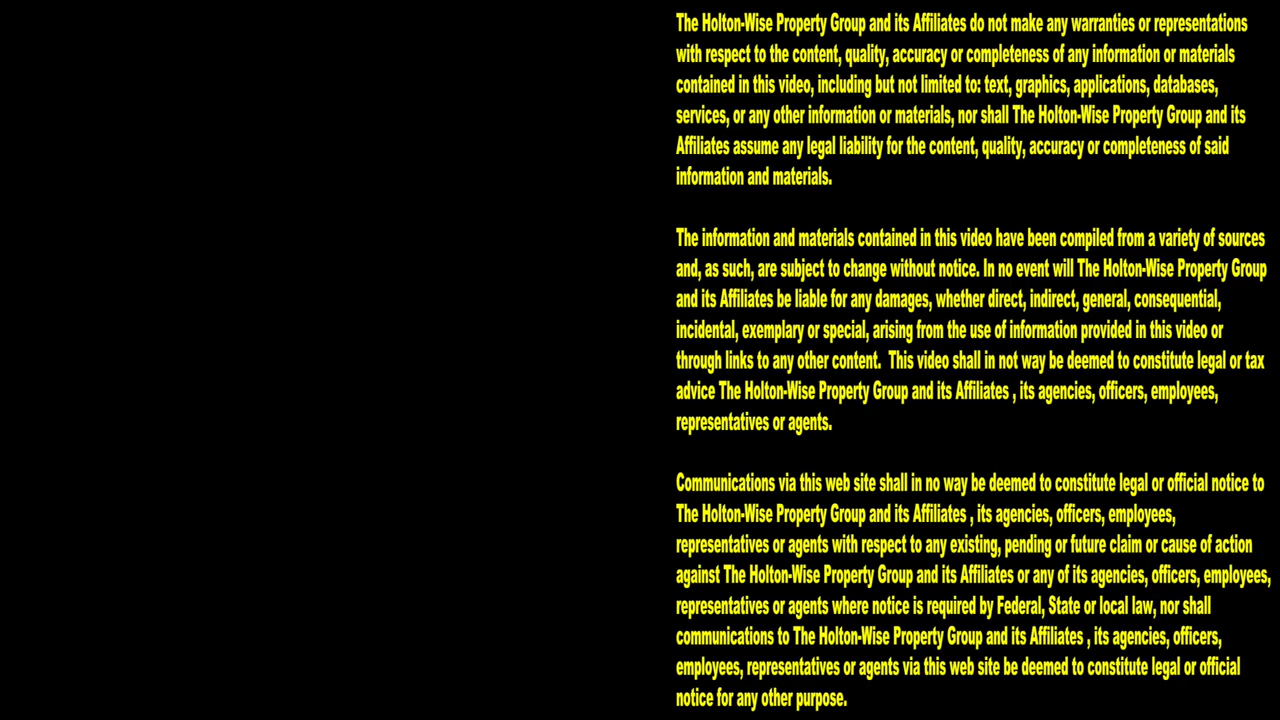 The Holton-Wise Property Group and its Affiliates do not make any warranties or representations
with respect to the content, quality, accuracy or completeness of any information or materials
contained in this video, including but not limited to: text, graphics, applications, databases,
services, or any other information or materials, nor shall The Holton-Wise Property Group and its
Affiliates assume any legal liability for the content, quality, accuracy or completeness of said
information and materials.
The information and materials contained in this video have been compiled from a variety of sources
and, as such, are subject to change without notice. In no event will The Holton-Wise Property Group
and its Affiliates be liable for any damages, whether direct, indirect, general, consequential,
incidental, exemplary or special, arising from the use of information provided in this video or
through links to any other content.  This video shall in not way be deemed to constitute legal or tax
advice The Holton-Wise Property Group and its Affiliates , its agencies, officers, employees,
representatives or agents.
Communications via this web site shall in no way be deemed to constitute legal or official notice to
The Holton-Wise Property Group and its Affiliates , its agencies, officers, employees,
representatives or agents with respect to any existing, pending or future claim or cause of action
against The Holton-Wise Property Group and its Affiliates or any of its agencies, officers, employees,
representatives or agents where notice is required by Federal, State or local law, nor shall
communications to The Holton-Wise Property Group and its Affiliates , its agencies, officers,
employees, representatives or agents via this web site be deemed to constitute legal or official
notice for any other purpose.